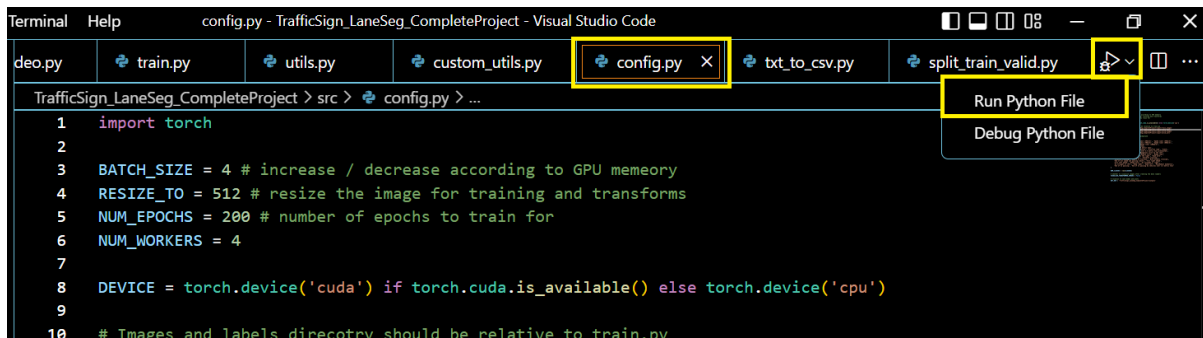 Terminal Help config.py - TrafficSign_LaneSeg_CompleteProject - Visual Studio Code
deo.py train.py utils.py custom_utils.py config.py txt_to_csv.py split_train_valid.py
TrafficSign_LaneSeg_CompleteProject > src > config.py > ...
Run Python File
Debug Python File
1 import torch
2
3 BATCH_SIZE = 4 # increase / decrease according to GPU memeory
4 RESIZE_TO = 512 # resize the image for training and transforms
5 NUM_EPOCHS = 200 # number of epochs to train for
6 NUM_WORKERS = 4
7
8 DEVICE = torch.device('cuda') if torch.cuda.is_available() else torch.device('cpu')
9
10 # Images and labels direcotry should be relative to train.py